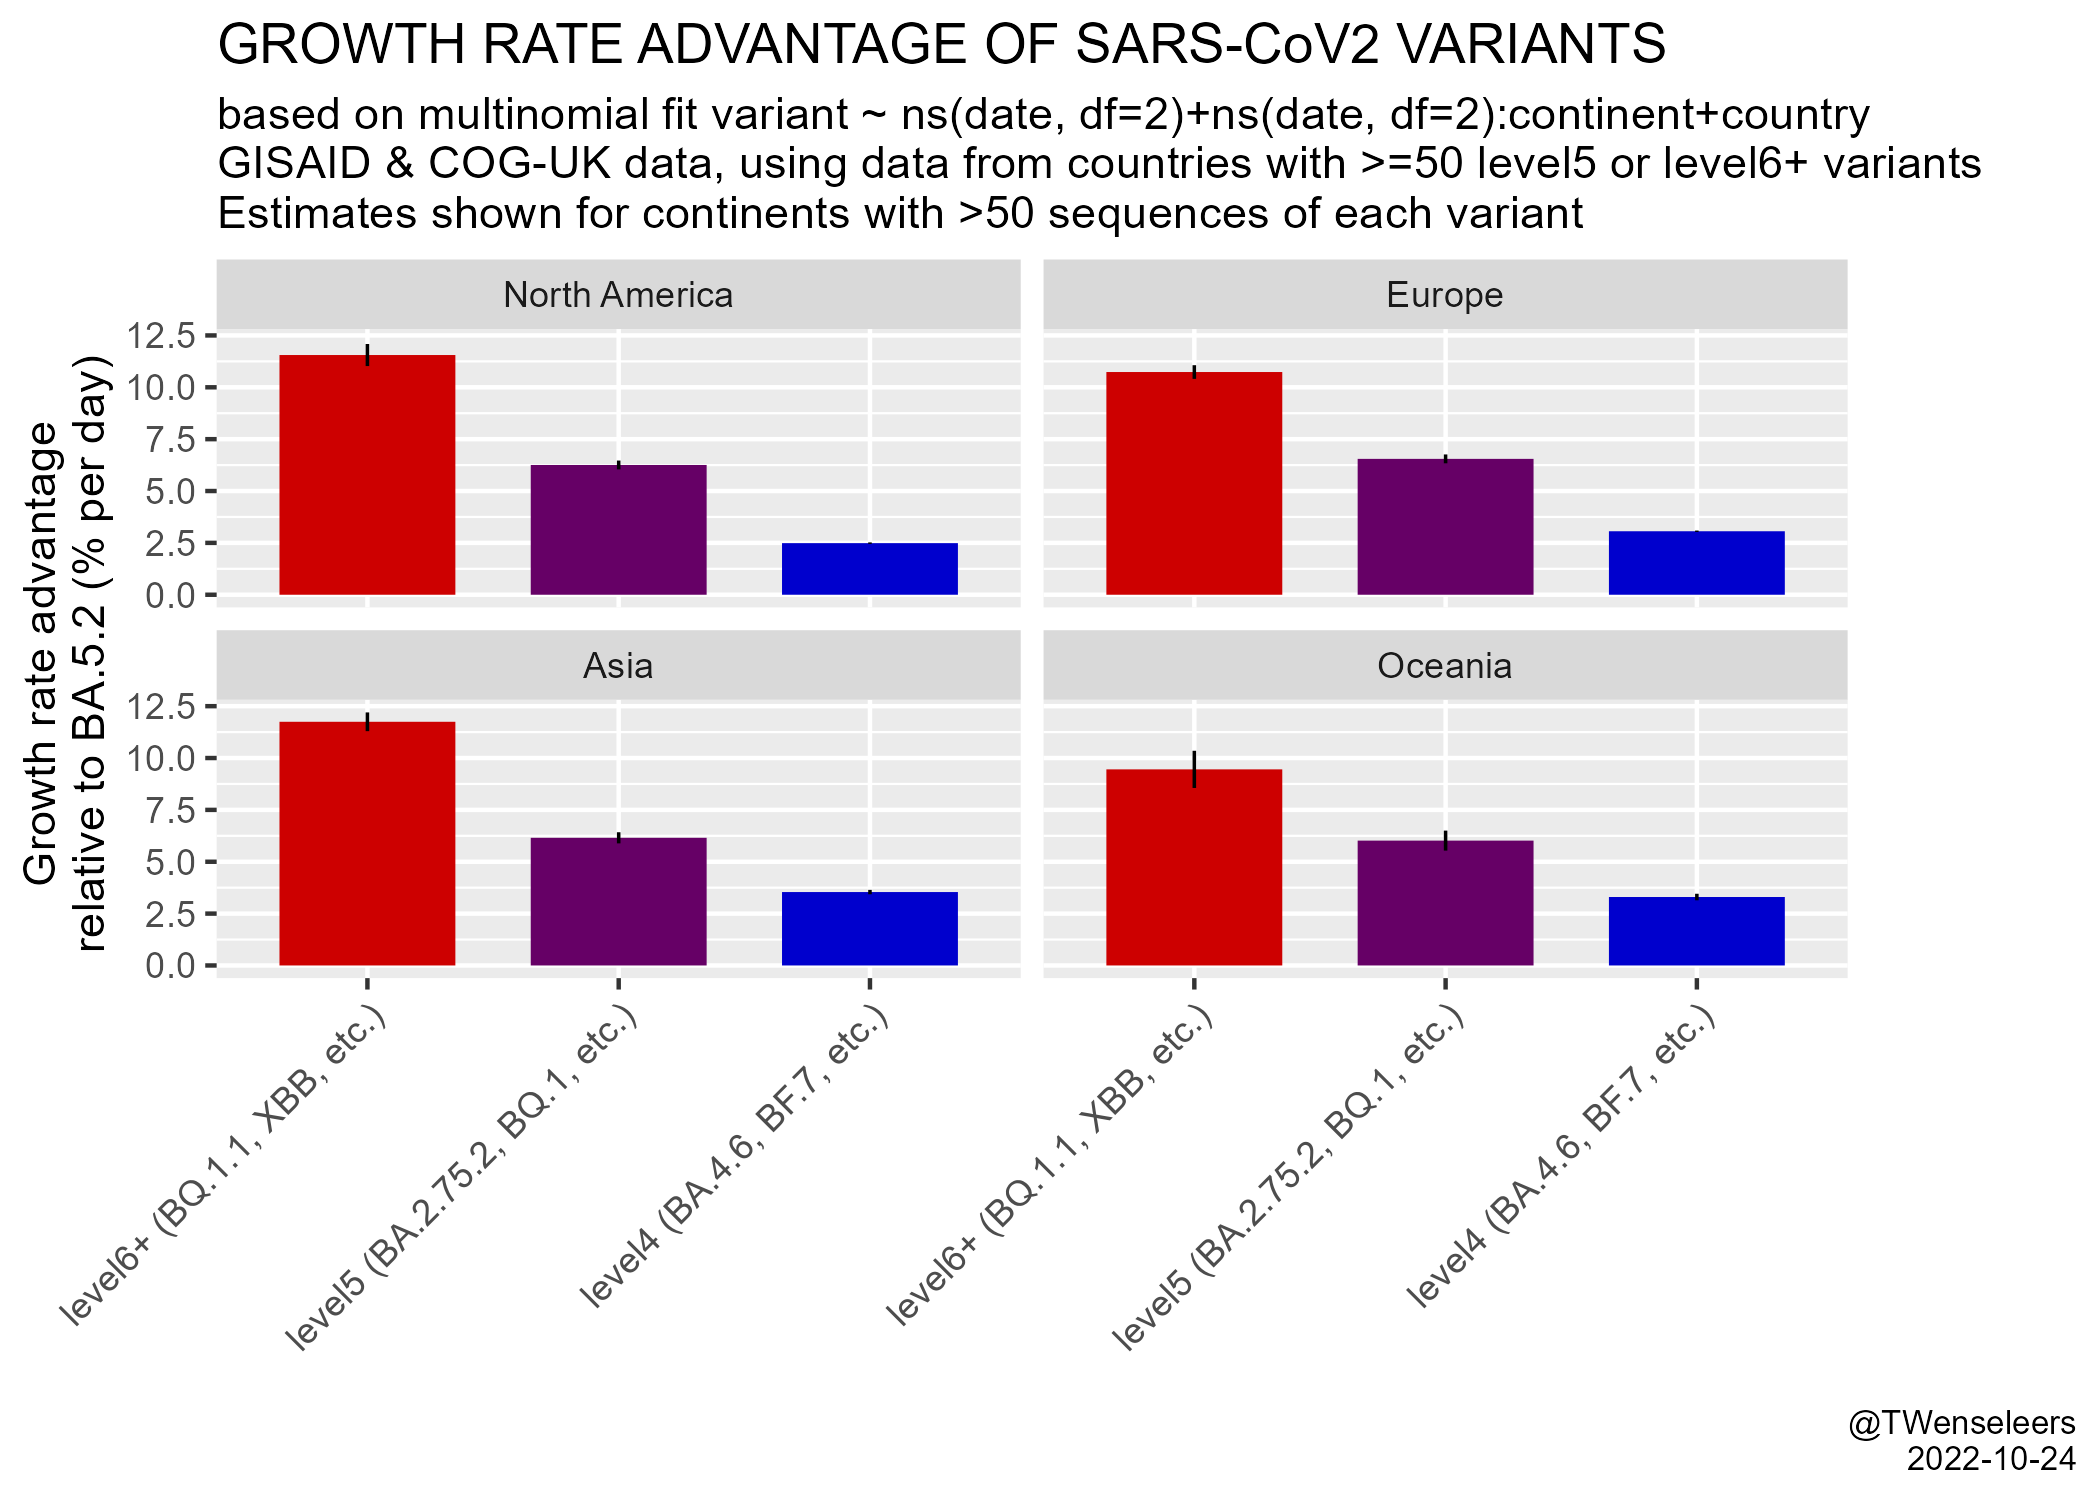 GROWTH RATE ADVANTAGE OF SARS-CoV2 VARIANTS
based on multinomial fit variant ~ ns(date, df=2)+ns(date, df=2):continent+country
GISAID & COG-UK data, using data from countries with >=50 level5 or level6+ variants
Estimates shown for continents with >50 sequences of each variant
Growth rate advantage
relative to BA.5.2 (% per day)
North America
Europe
12.5
10.0
7.5
5.0
2.5
0.0
Asia
Oceania
12.5
10.0
7.5
5.0
2.5
0.0
level6+ (BQ.1.1, XBB, etc.)
level5 (BA.2.75.2, BQ.1, etc.)
level4 (BA.4.6, BF.7, etc.)
level6+ (BQ.1.1, XBB, etc.)
level5 (BA.2.75.2, BQ.1, etc.)
level4 (BA.4.6, BF.7, etc.)
@TWenseleers
2022-10-24